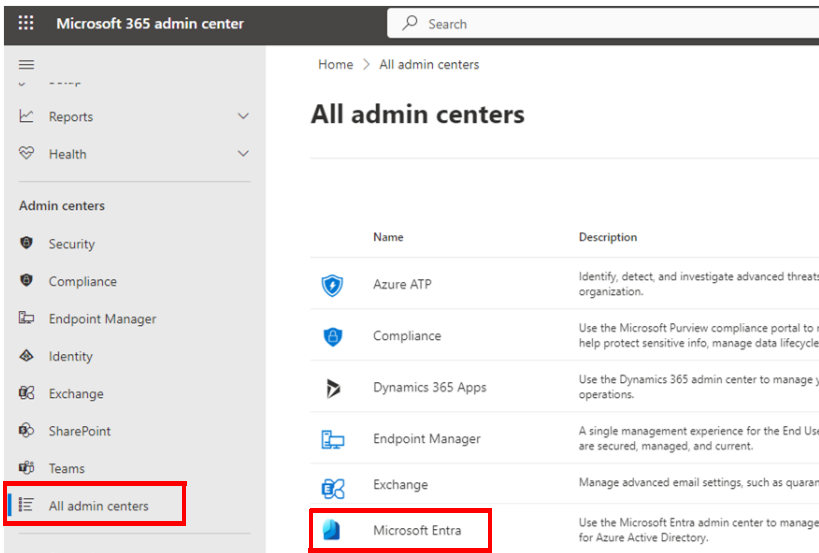 Microsoft 365 admin center
Search
Home > All admin centers
Reports
Health
Admin centers
Security
Compliance
Endpoint Manager
Identity
Exchange
SharePoint
Teams
All admin centers
All admin centers
Name Description
Azure ATP
Identify, detect, and investigate advanced threats
organization.
Compliance
Use the Microsoft Purview compliance portal to
help protect sensitive info, manage data lifecycle
Dynamics 365 Apps
Use the Dynamics 365 admin center to manage
operations.
Endpoint Manager
A single management experience for the End Use
are secured, managed, and current.
Exchange
Manage advanced email settings, such as quaran
Microsoft Entra
Use the Microsoft Entra admin center to manage
for Azure Active Directory.